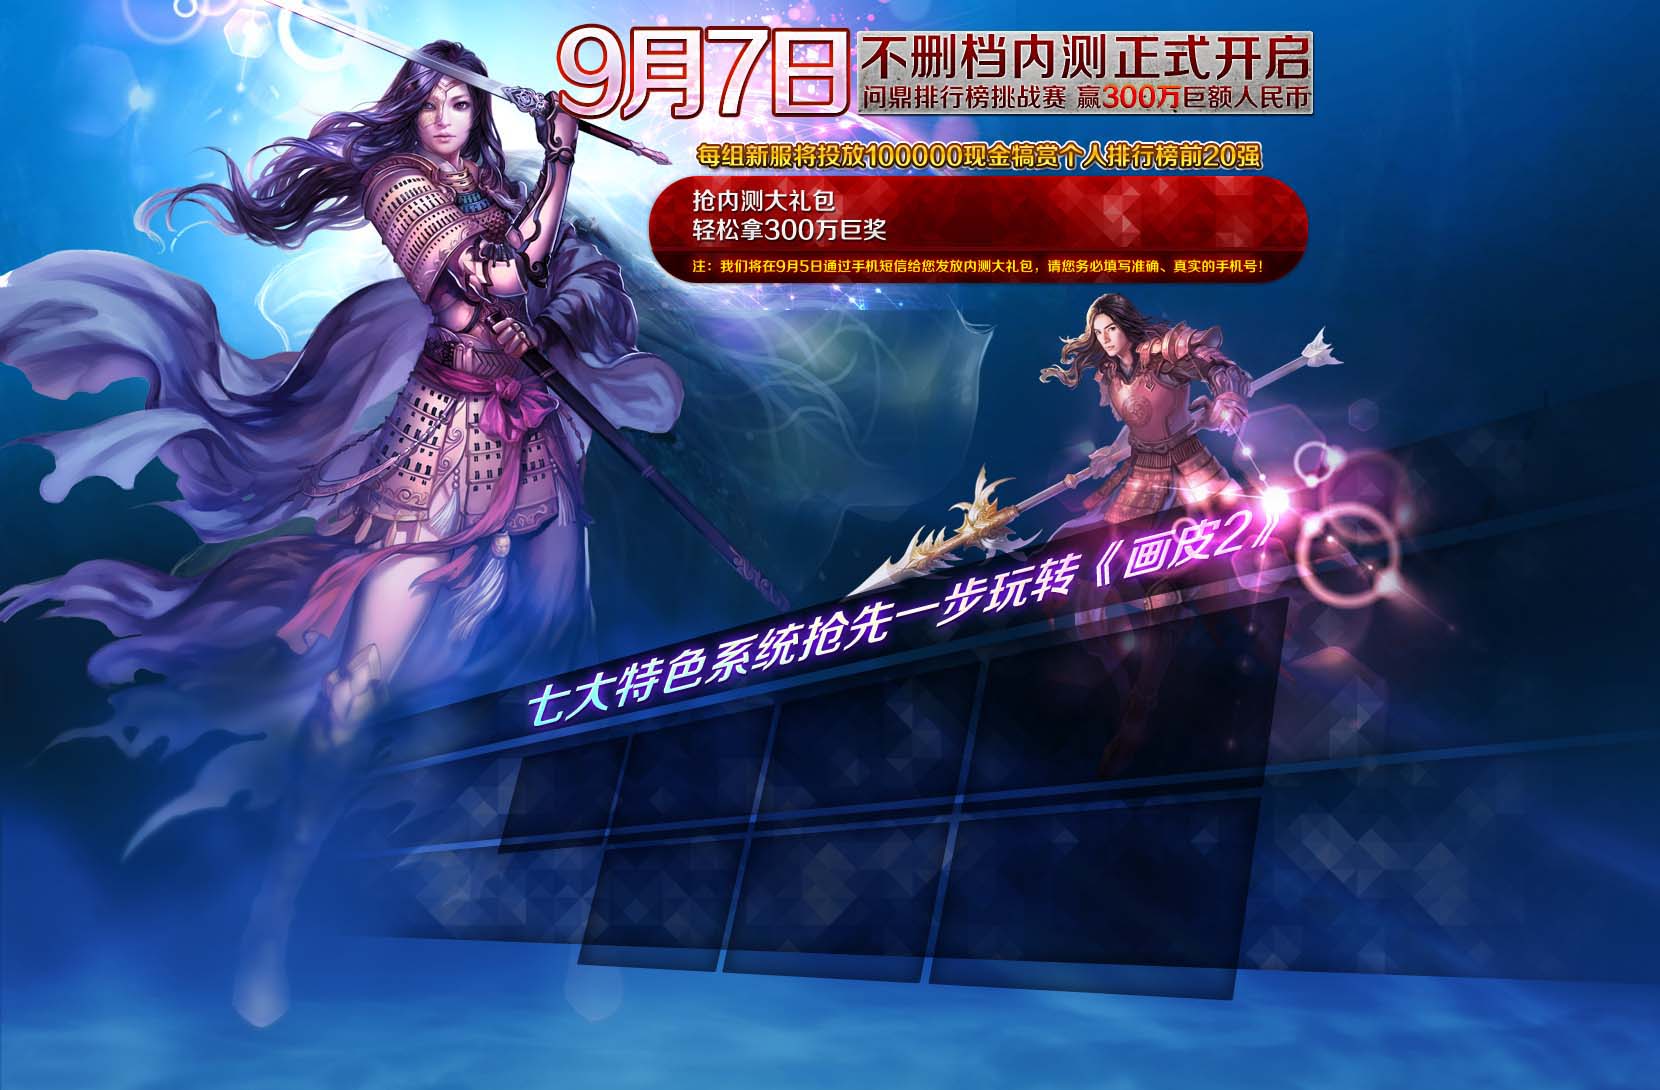 9月7日
不删档内测正式开启
问鼎排行榜挑战赛 赢300万巨额人民币
每组新服将投放100000现金犒赏个人排行榜前20强
抢内测大礼包
轻松拿300万巨奖
注：我们将在9月5日通过手机短信给您发放内测大礼包，请您务必填写准确、真实的手机号！
七大特色系统抢先一步玩转《画皮2》